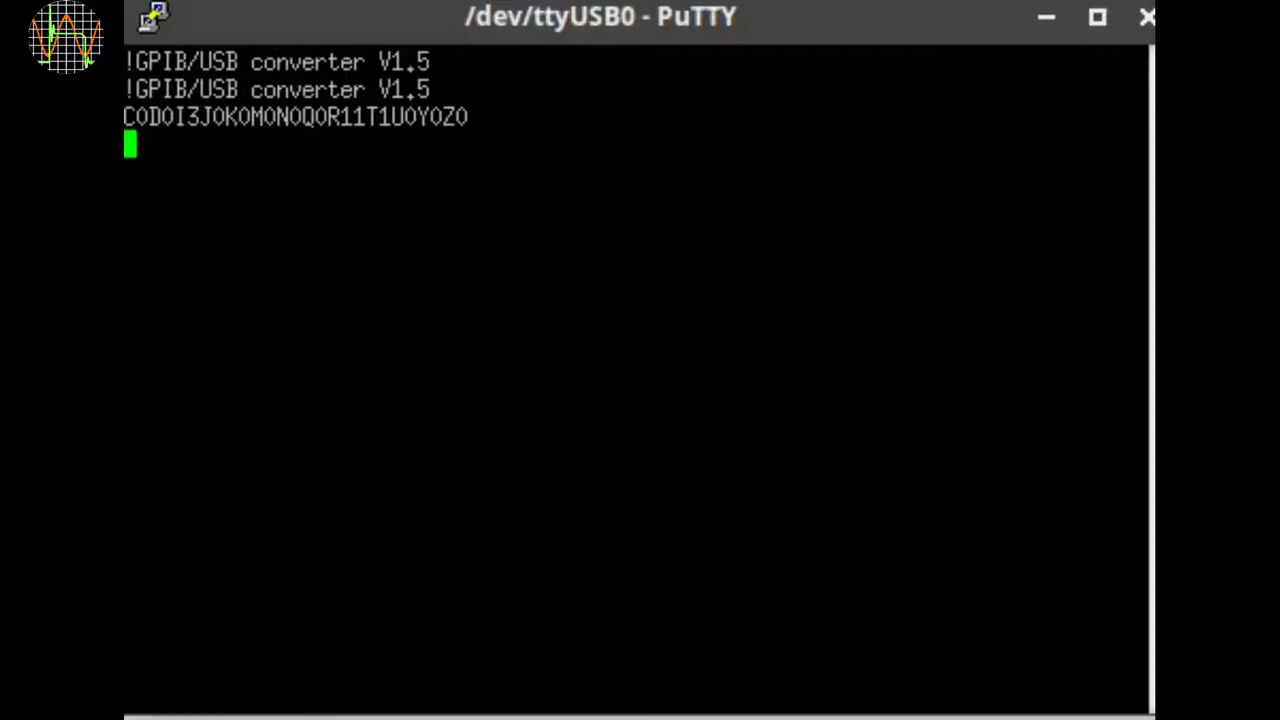 /dev/ttyUSB0 - PuTTY
!GPIB/USB converter V1.5
!GPIB/USB converter V1.5
C0D0I3J0K0M0N0Q0R11T1U0Y0Z0